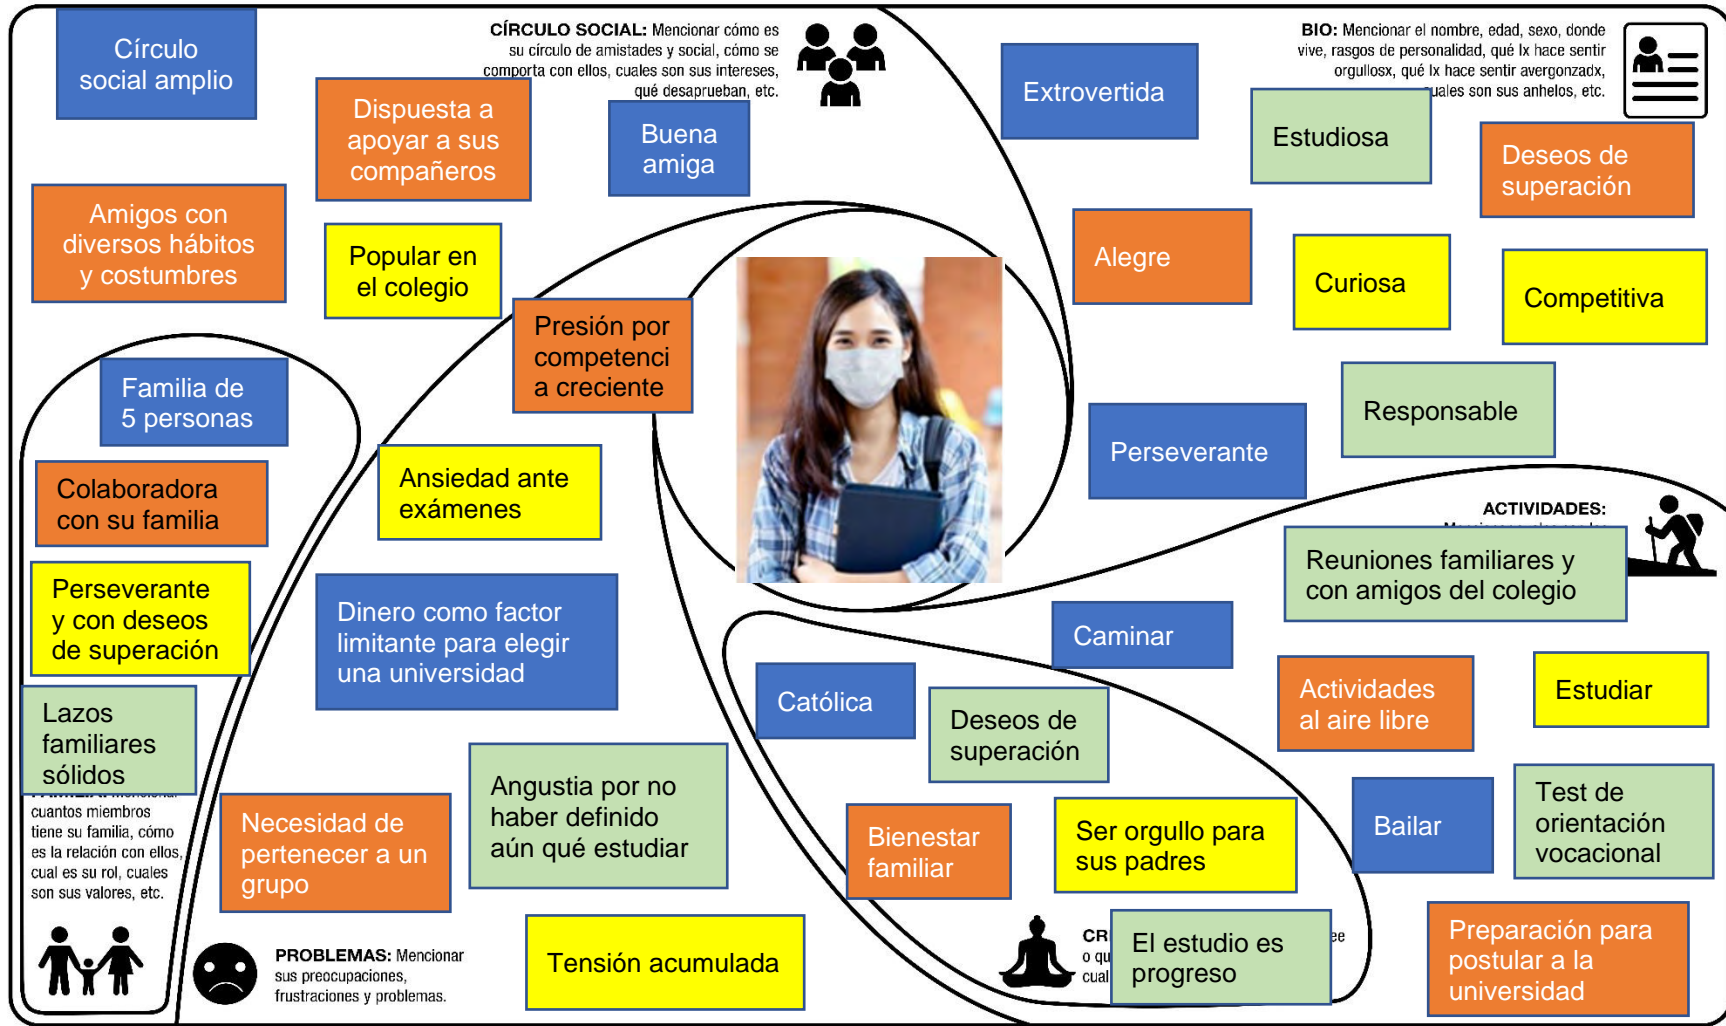 Círculo
social amplio
CÍRCULO SOCIAL: Mencionar cómo es
su círculo de amistades y social, cómo se
comporta con ellos, cuales son sus intereses,
qué desaprueban, etc.
Dispuesta a
apoyar a sus
compañeros
Buena
amiga
Amigos con
diversos hábitos
y costumbres
Popular en
el colegio
BIO: Mencionar el nombre, edad, sexo, donde
vive, rasgos de personalidad, qué lx hace sentir
orgullosx, qué lx hace sentir avergonzadx,
cuales son sus anhelos, etc.
Extrovertida
Estudiosa
Deseos de
superación
Alegre
Curiosa
Competitiva
Responsable
Perseverante
Familia de
5 personas
Colaboradora
con su familia
Perseverante
y con deseos
de superación
Lazos
familiares
sólidos
cuantos miembros
tiene su familia, cómo
es la relación con ellos,
cual es su rol, cuales
son sus valores, etc.
Presión por
competenci
a creciente
Ansiedad ante
exámenes
Dinero como factor
limitante para elegir
una universidad
Angustia por no
haber definido
aún qué estudiar
Necesidad de
pertenecer a un
grupo
Tensión acumulada
PROBLEMAS: Mencionar
sus preocupaciones,
frustraciones y problemas.
ACTIVIDADES:
Reuniones familiares y
con amigos del colegio
Caminar
Actividades
al aire libre
Estudiar
Bailar
Test de
orientación
vocacional
Preparación para
postular a la
universidad
Católica
Deseos de
superación
Bienestar
familiar
Ser orgullo para
sus padres
El estudio es
progreso